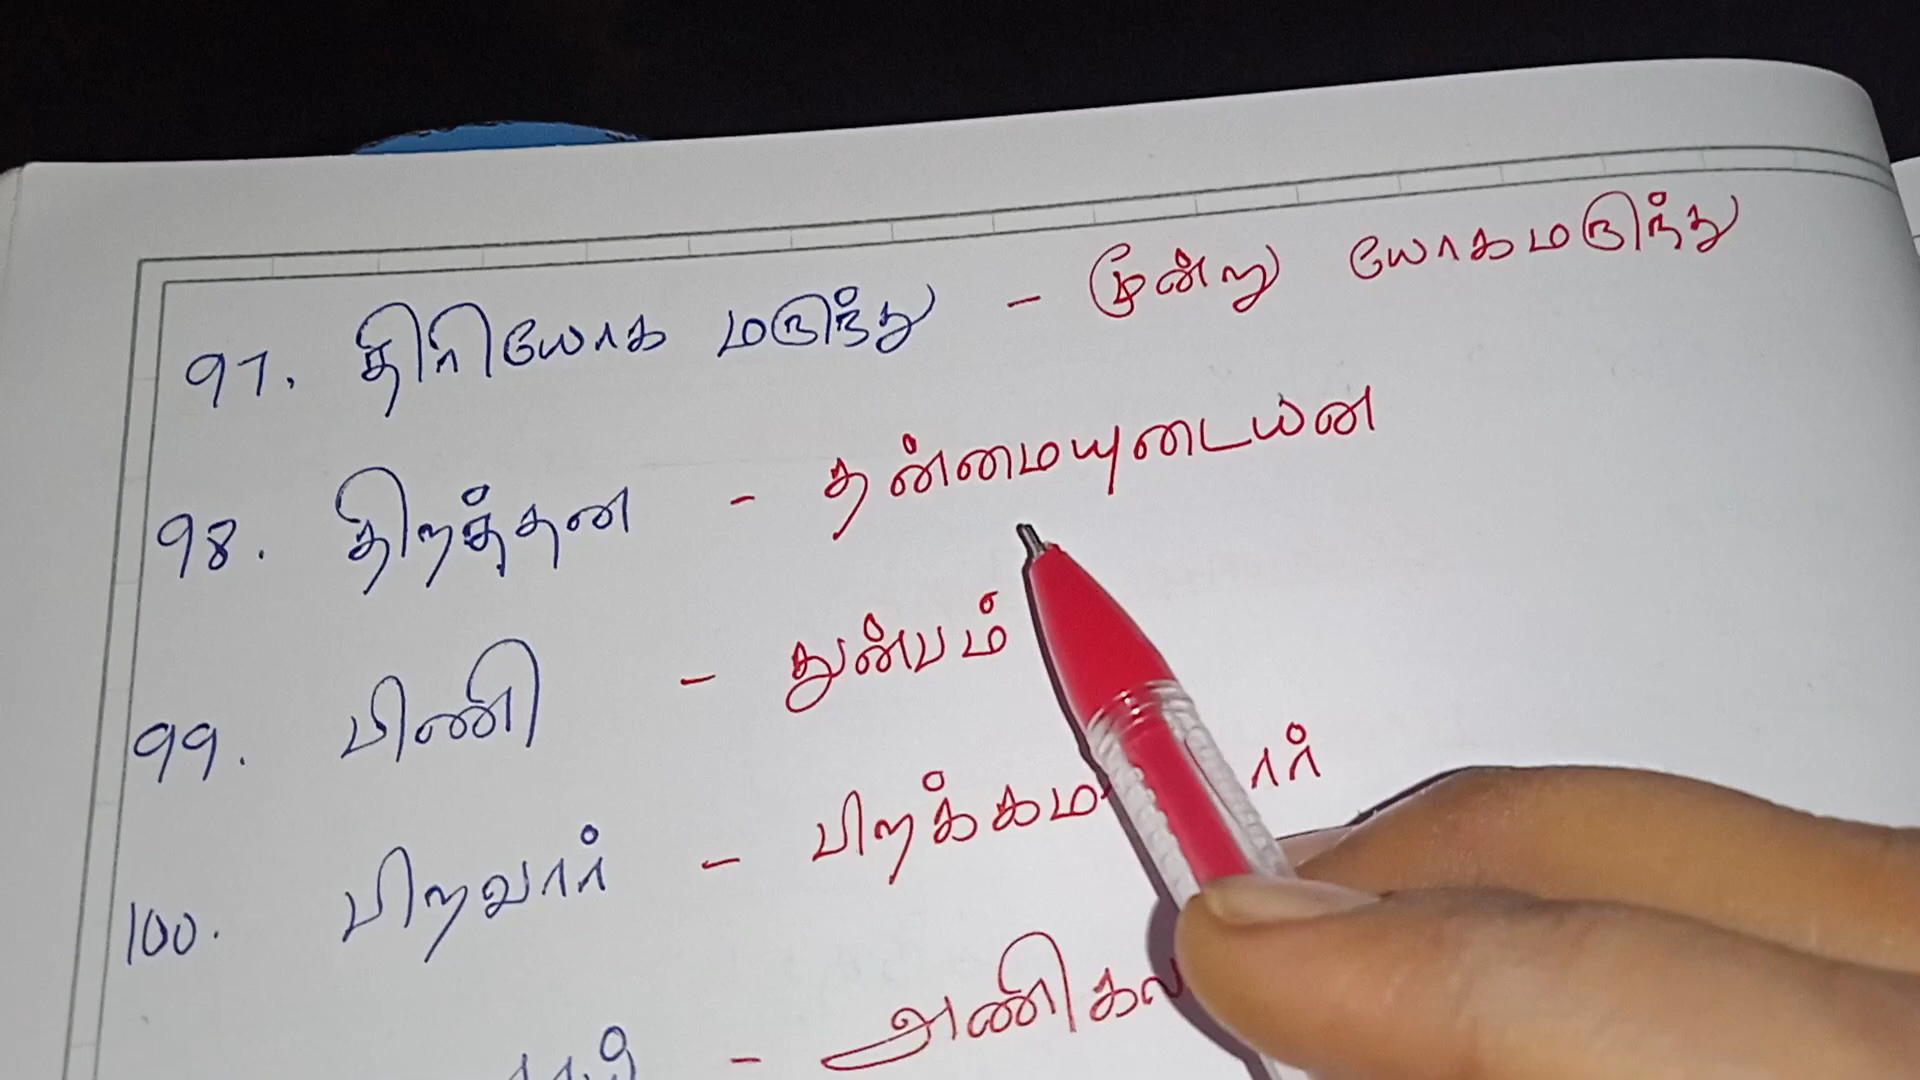 97. திரியோக மருந்து - மூன்று யோகமருந்து
98. திறத்தன - தன்மையுடையன
99. பிணி - துன்பம்
100. பிறவார் - பிறக்கம
- அணிகல